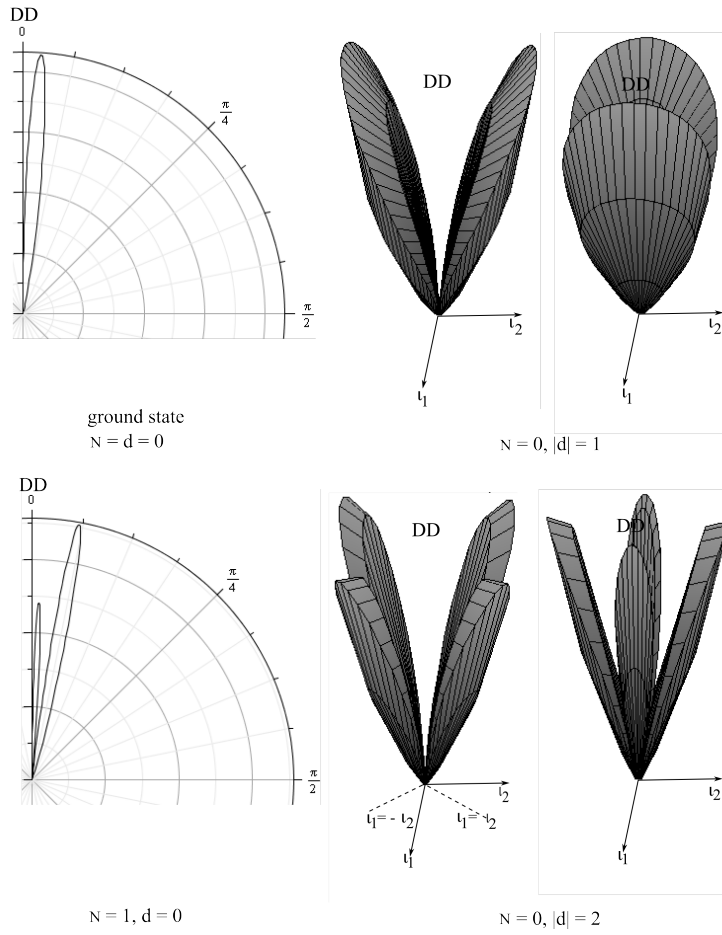 DD
0
π/4
π/2
DD
ι₂
ι₁
DD
ι₂
ι₁
ground state
N = d = 0
N = 0, |d| = 1
DD
0
π/4
π/2
DD
ι₂
ι₁= - ι₂
ι₁= ι₂
ι₁
DD
ι₂
ι₁
N = 1, d = 0
N = 0, |d| = 2